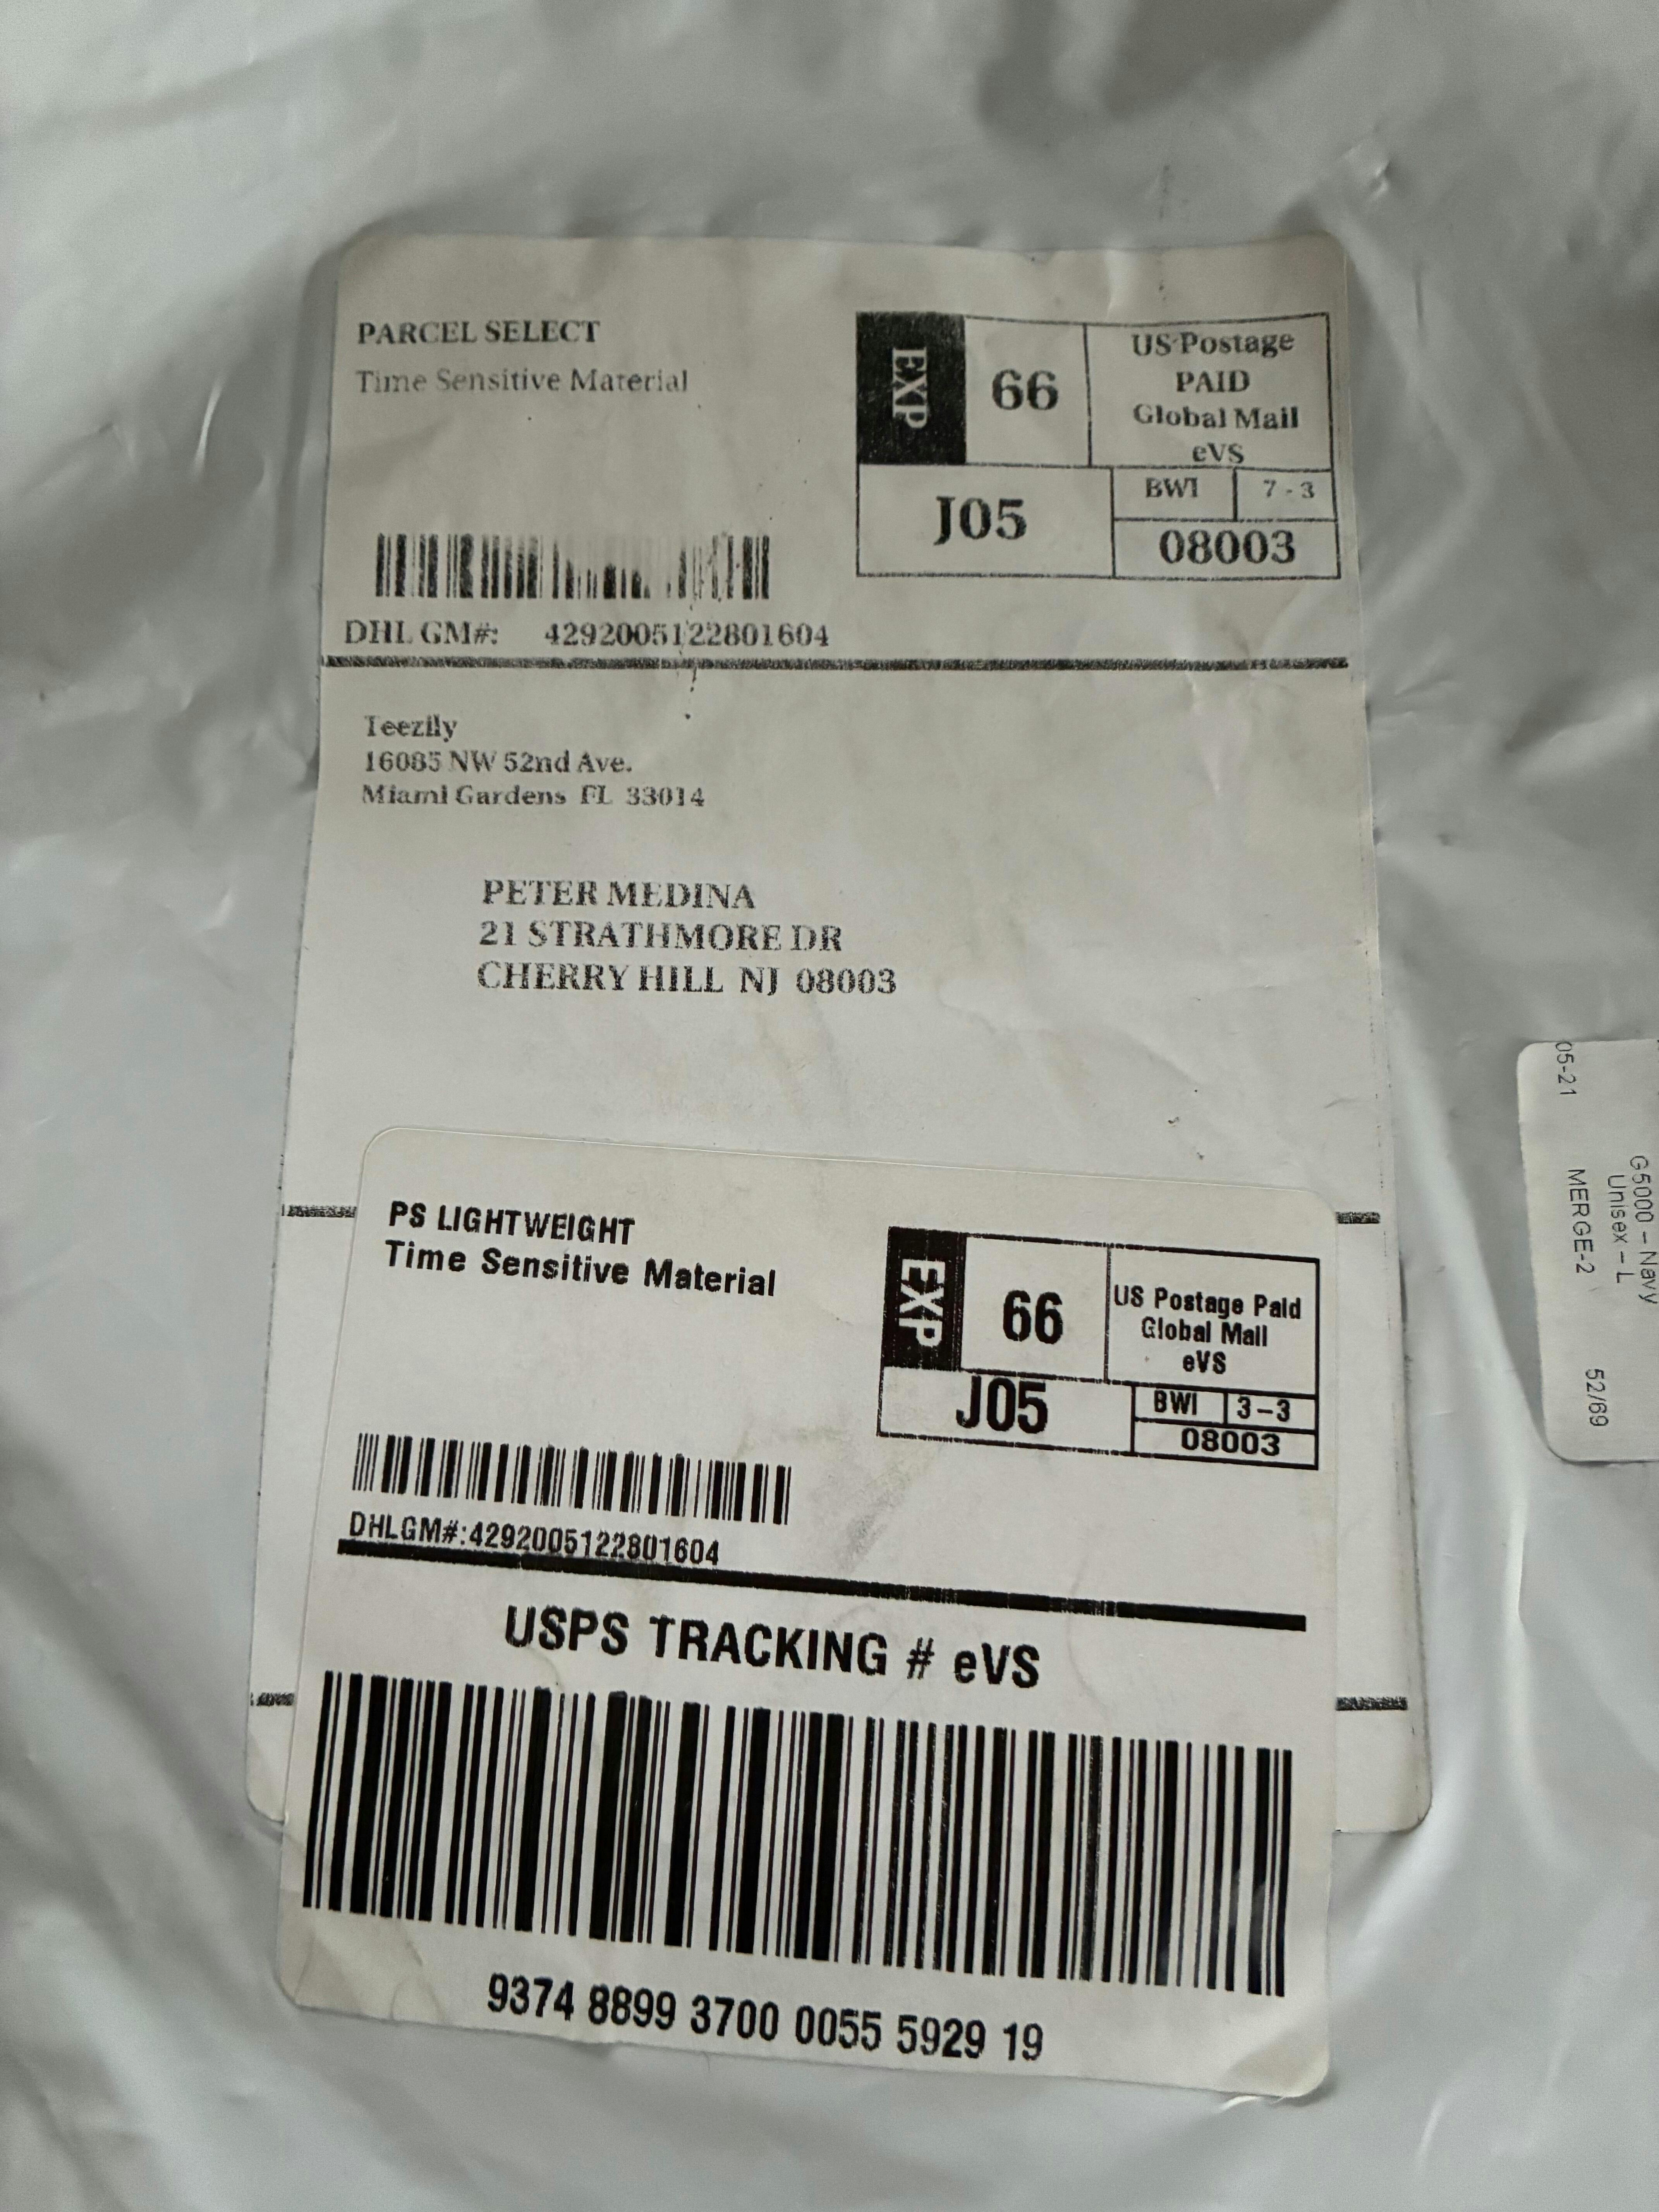 PARCEL SELECT
Time Sensitive Material
EXP
66
US Postage
PAID
Global Mail
eVS
J05
BWI
7 - 3
08003
DHL GM#: 4292005122801604
Teezily
16085 NW 52nd Ave.
Miami Gardens FL 33014
PETER MEDINA
21 STRATHMORE DR
CHERRY HILL NJ 08003
PS LIGHTWEIGHT
Time Sensitive Material
EXP
66
US Postage Paid
Global Mail
eVS
J05
BWI
3-3
08003
DHLGM#:4292005122801604
USPS TRACKING # eVS
9374 8899 3700 0055 5929 19
G5000 - Navy
Unisex - L
05-21 MERGE-2 52/69